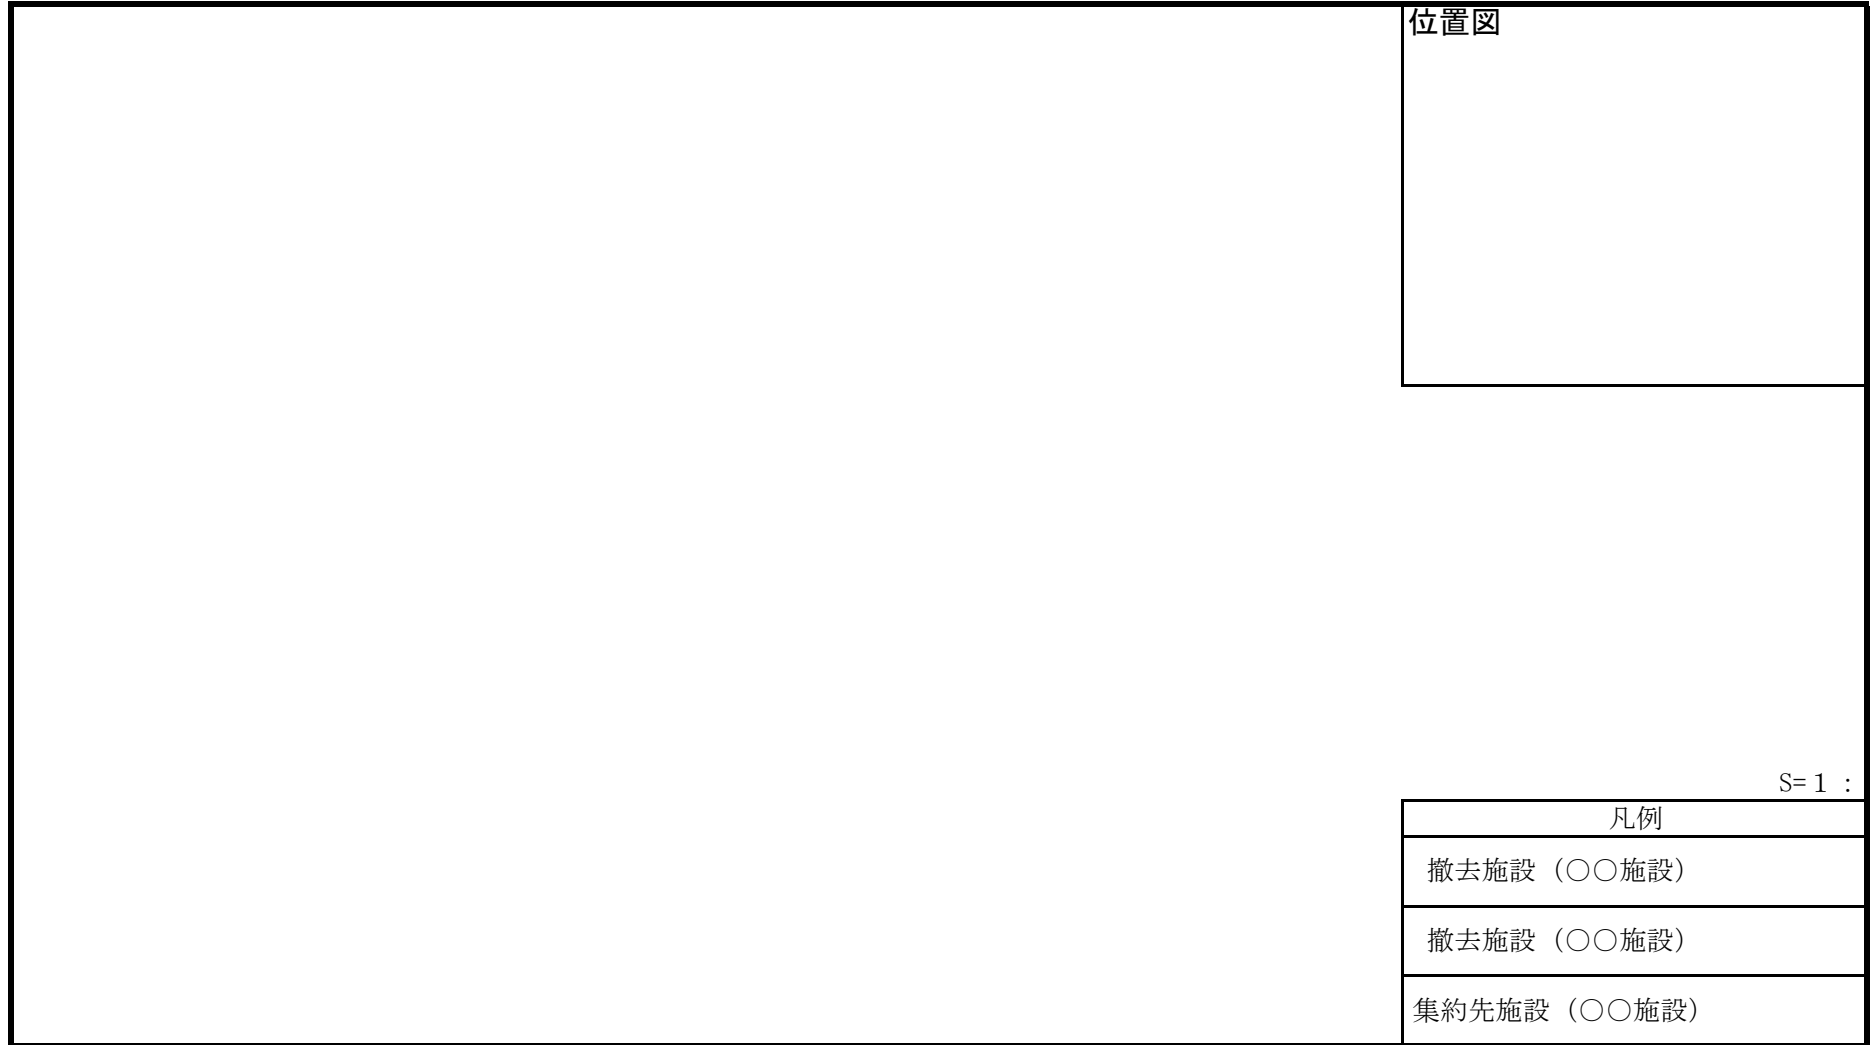 位置図
S=１：
凡例
撤去施設（○○施設）
撤去施設（○○施設）
集約先施設（○○施設）